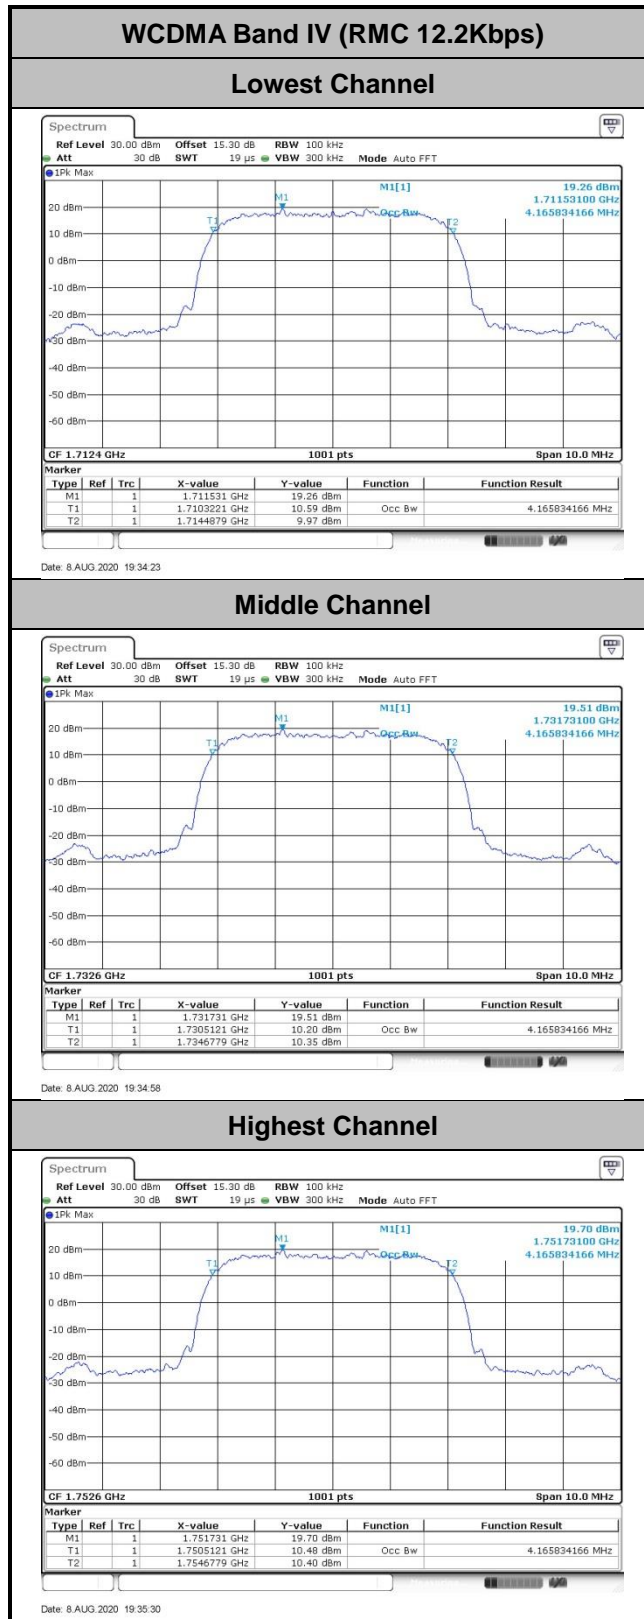 WCDMA Band IV (RMC 12.2Kbps)
Lowest Channel
Spectrum
Ref Level 30.00 dBm Offset 15.30 dB RBW 100 kHz
Att 30 dB SWT 19 µs VBW 300 kHz Mode Auto FFT
1Pk Max
M1[1] 19.26 dBm
1.71153100 GHz
Occ Bw 4.165834166 MHz
M1
T1
T2
20 dBm
10 dBm
0 dBm
-10 dBm
-20 dBm
-30 dBm
-40 dBm
-50 dBm
-60 dBm
CF 1.7124 GHz 1001 pts Span 10.0 MHz
Marker
Type Ref Trc X-value Y-value Function Function Result
M1 1 1.711531 GHz 19.26 dBm
T1 1 1.7103221 GHz 10.59 dBm Occ Bw 4.165834166 MHz
T2 1 1.7144879 GHz 9.97 dBm
Date: 8.AUG.2020 19:34:23
Middle Channel
Spectrum
Ref Level 30.00 dBm Offset 15.30 dB RBW 100 kHz
Att 30 dB SWT 19 µs VBW 300 kHz Mode Auto FFT
1Pk Max
M1[1] 19.51 dBm
1.73173100 GHz
Occ Bw 4.165834166 MHz
M1
T1
T2
20 dBm
10 dBm
0 dBm
-10 dBm
-20 dBm
-30 dBm
-40 dBm
-50 dBm
-60 dBm
CF 1.7326 GHz 1001 pts Span 10.0 MHz
Marker
Type Ref Trc X-value Y-value Function Function Result
M1 1 1.731731 GHz 19.51 dBm
T1 1 1.7305121 GHz 10.20 dBm Occ Bw 4.165834166 MHz
T2 1 1.7346779 GHz 10.35 dBm
Date: 8.AUG.2020 19:34:58
Highest Channel
Spectrum
Ref Level 30.00 dBm Offset 15.30 dB RBW 100 kHz
Att 30 dB SWT 19 µs VBW 300 kHz Mode Auto FFT
1Pk Max
M1[1] 19.70 dBm
1.75173100 GHz
Occ Bw 4.165834166 MHz
M1
T1
T2
20 dBm
10 dBm
0 dBm
-10 dBm
-20 dBm
-30 dBm
-40 dBm
-50 dBm
-60 dBm
CF 1.7526 GHz 1001 pts Span 10.0 MHz
Marker
Type Ref Trc X-value Y-value Function Function Result
M1 1 1.751731 GHz 19.70 dBm
T1 1 1.7505121 GHz 10.48 dBm Occ Bw 4.165834166 MHz
T2 1 1.7546779 GHz 10.40 dBm
Date: 8.AUG.2020 19:35:30